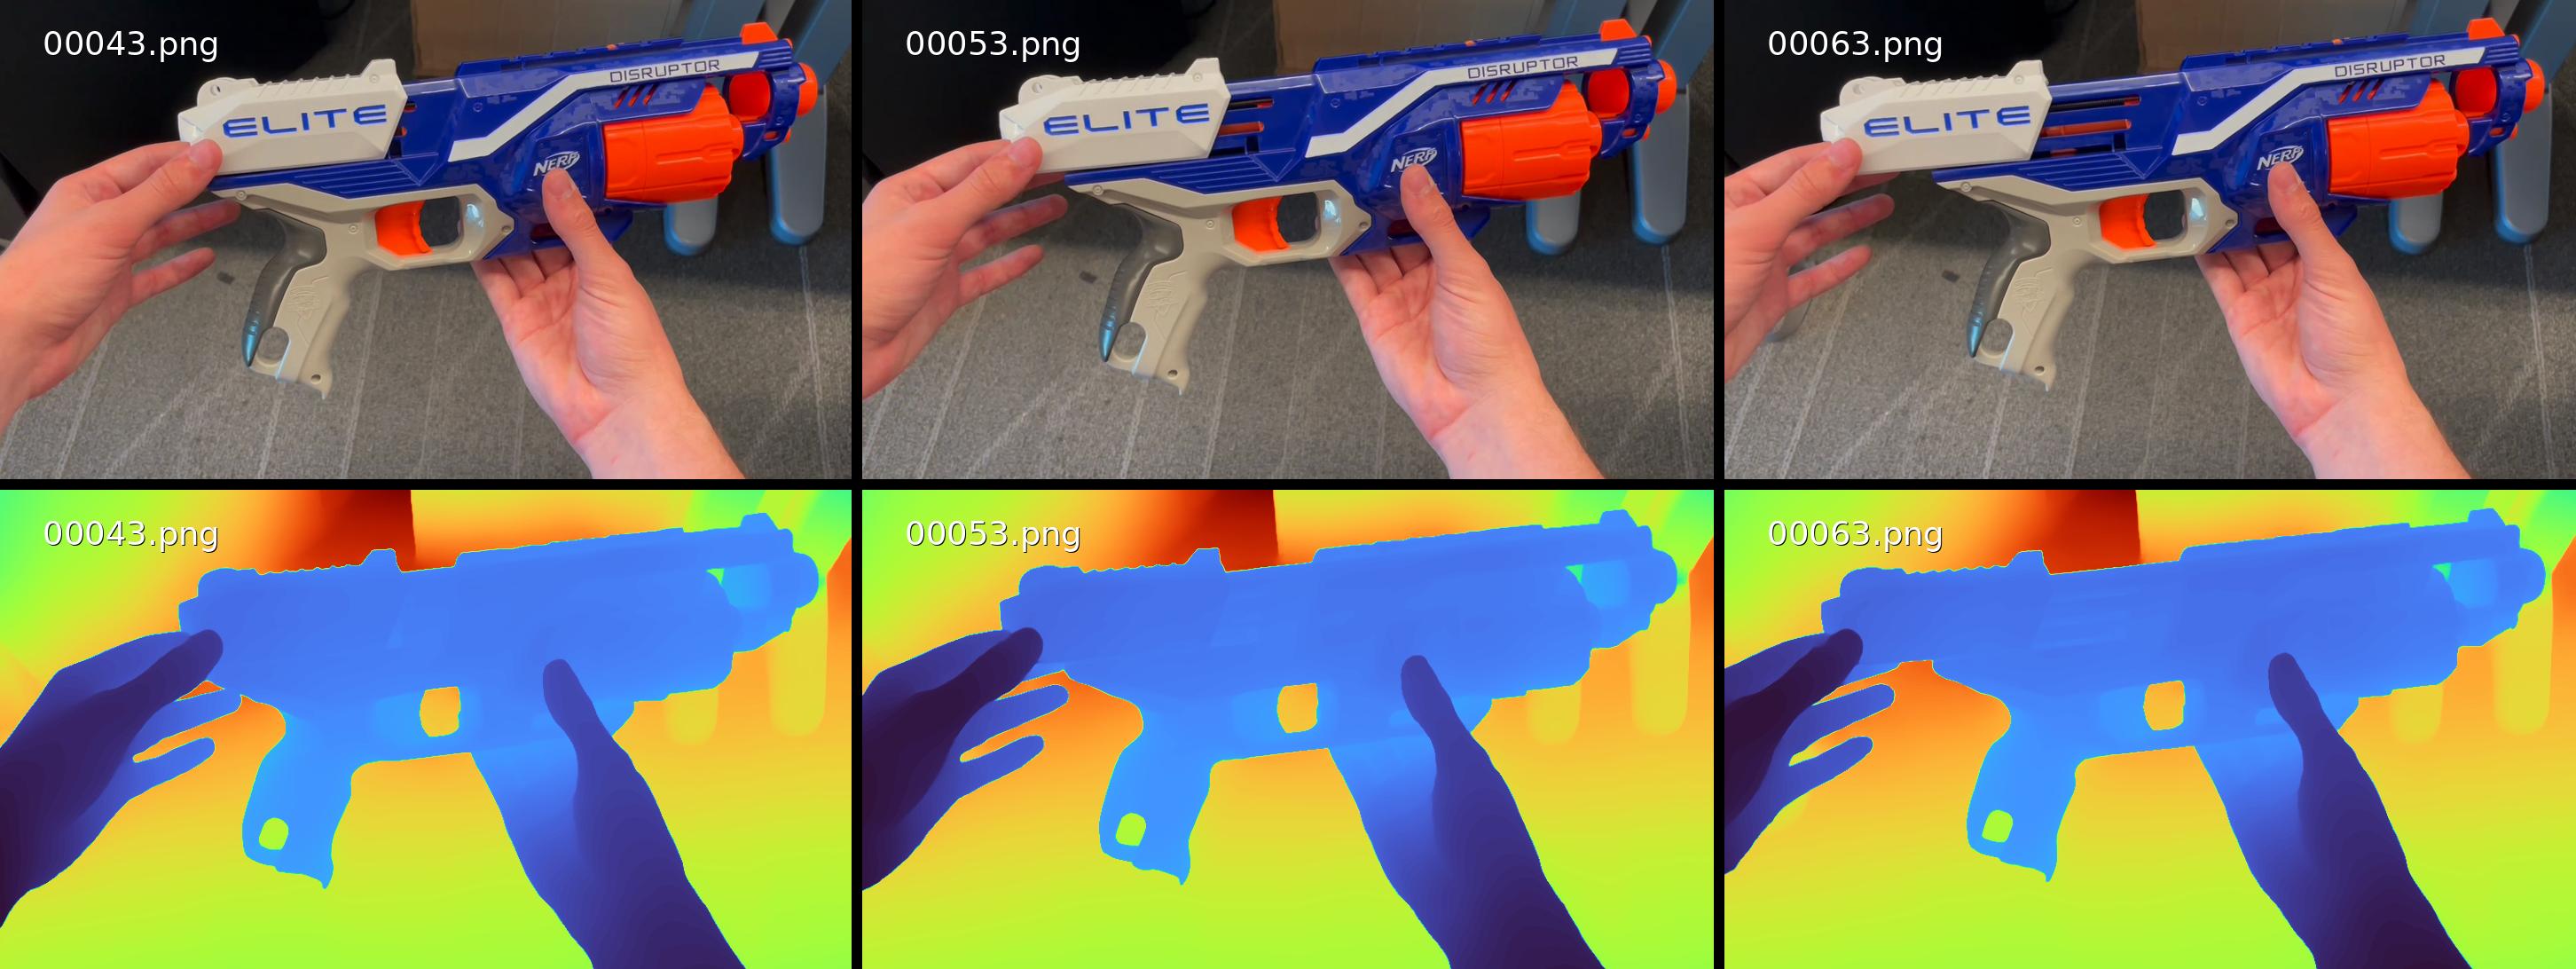 00043.png
00053.png
00063.png
DISRUPTOR
DISRUPTOR
DISRUPTOR
ELITE
ELITE
ELITE
NERF
NERF
NERF
00043.png
00053.png
00063.png